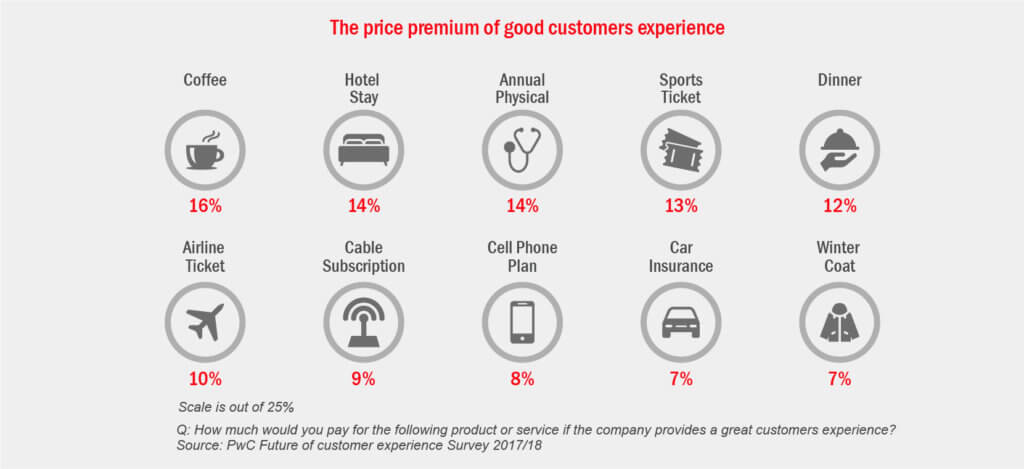 The price premium of good customers experience
Coffee
Hotel
Stay
Annual
Physical
Sports
Ticket
Dinner
16%
14%
14%
13%
12%
Airline
Ticket
Cable
Subscription
Cell Phone
Plan
Car
Insurance
Winter
Coat
10%
9%
8%
7%
7%
Scale is out of 25%
Q: How much would you pay for the following product or service if the company provides a great customers experience?
Source: PwC Future of customer experience Survey 2017/18